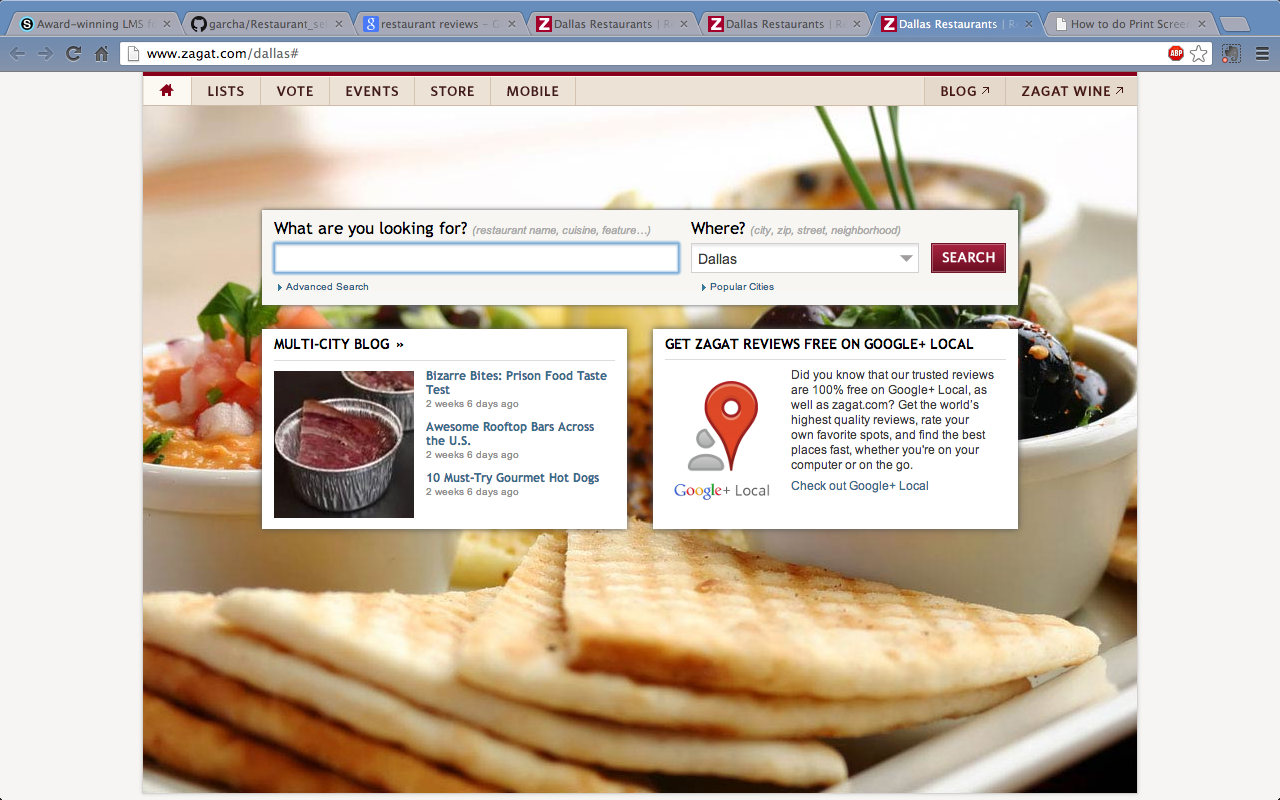 Award-winning LMS f
garcha/Restaurant_se
restaurant reviews - G
Dallas Restaurants | R
Dallas Restaurants | R
Dallas Restaurants | R
How to do Print Screen
www.zagat.com/dallas#
ABP
LISTS
VOTE
EVENTS
STORE
MOBILE
BLOG
ZAGAT WINE
What are you looking for? (restaurant name, cuisine, feature...)
Where? (city, zip, street, neighborhood)
Dallas
SEARCH
Advanced Search
Popular Cities
MULTI-CITY BLOG »
Bizarre Bites: Prison Food Taste
Test
2 weeks 6 days ago
Awesome Rooftop Bars Across
the U.S.
2 weeks 6 days ago
10 Must-Try Gourmet Hot Dogs
2 weeks 6 days ago
GET ZAGAT REVIEWS FREE ON GOOGLE+ LOCAL
Google+ Local
Did you know that our trusted reviews
are 100% free on Google+ Local, as
well as zagat.com? Get the world's
highest quality reviews, rate your
own favorite spots, and find the best
places fast, whether you're on your
computer or on the go.
Check out Google+ Local